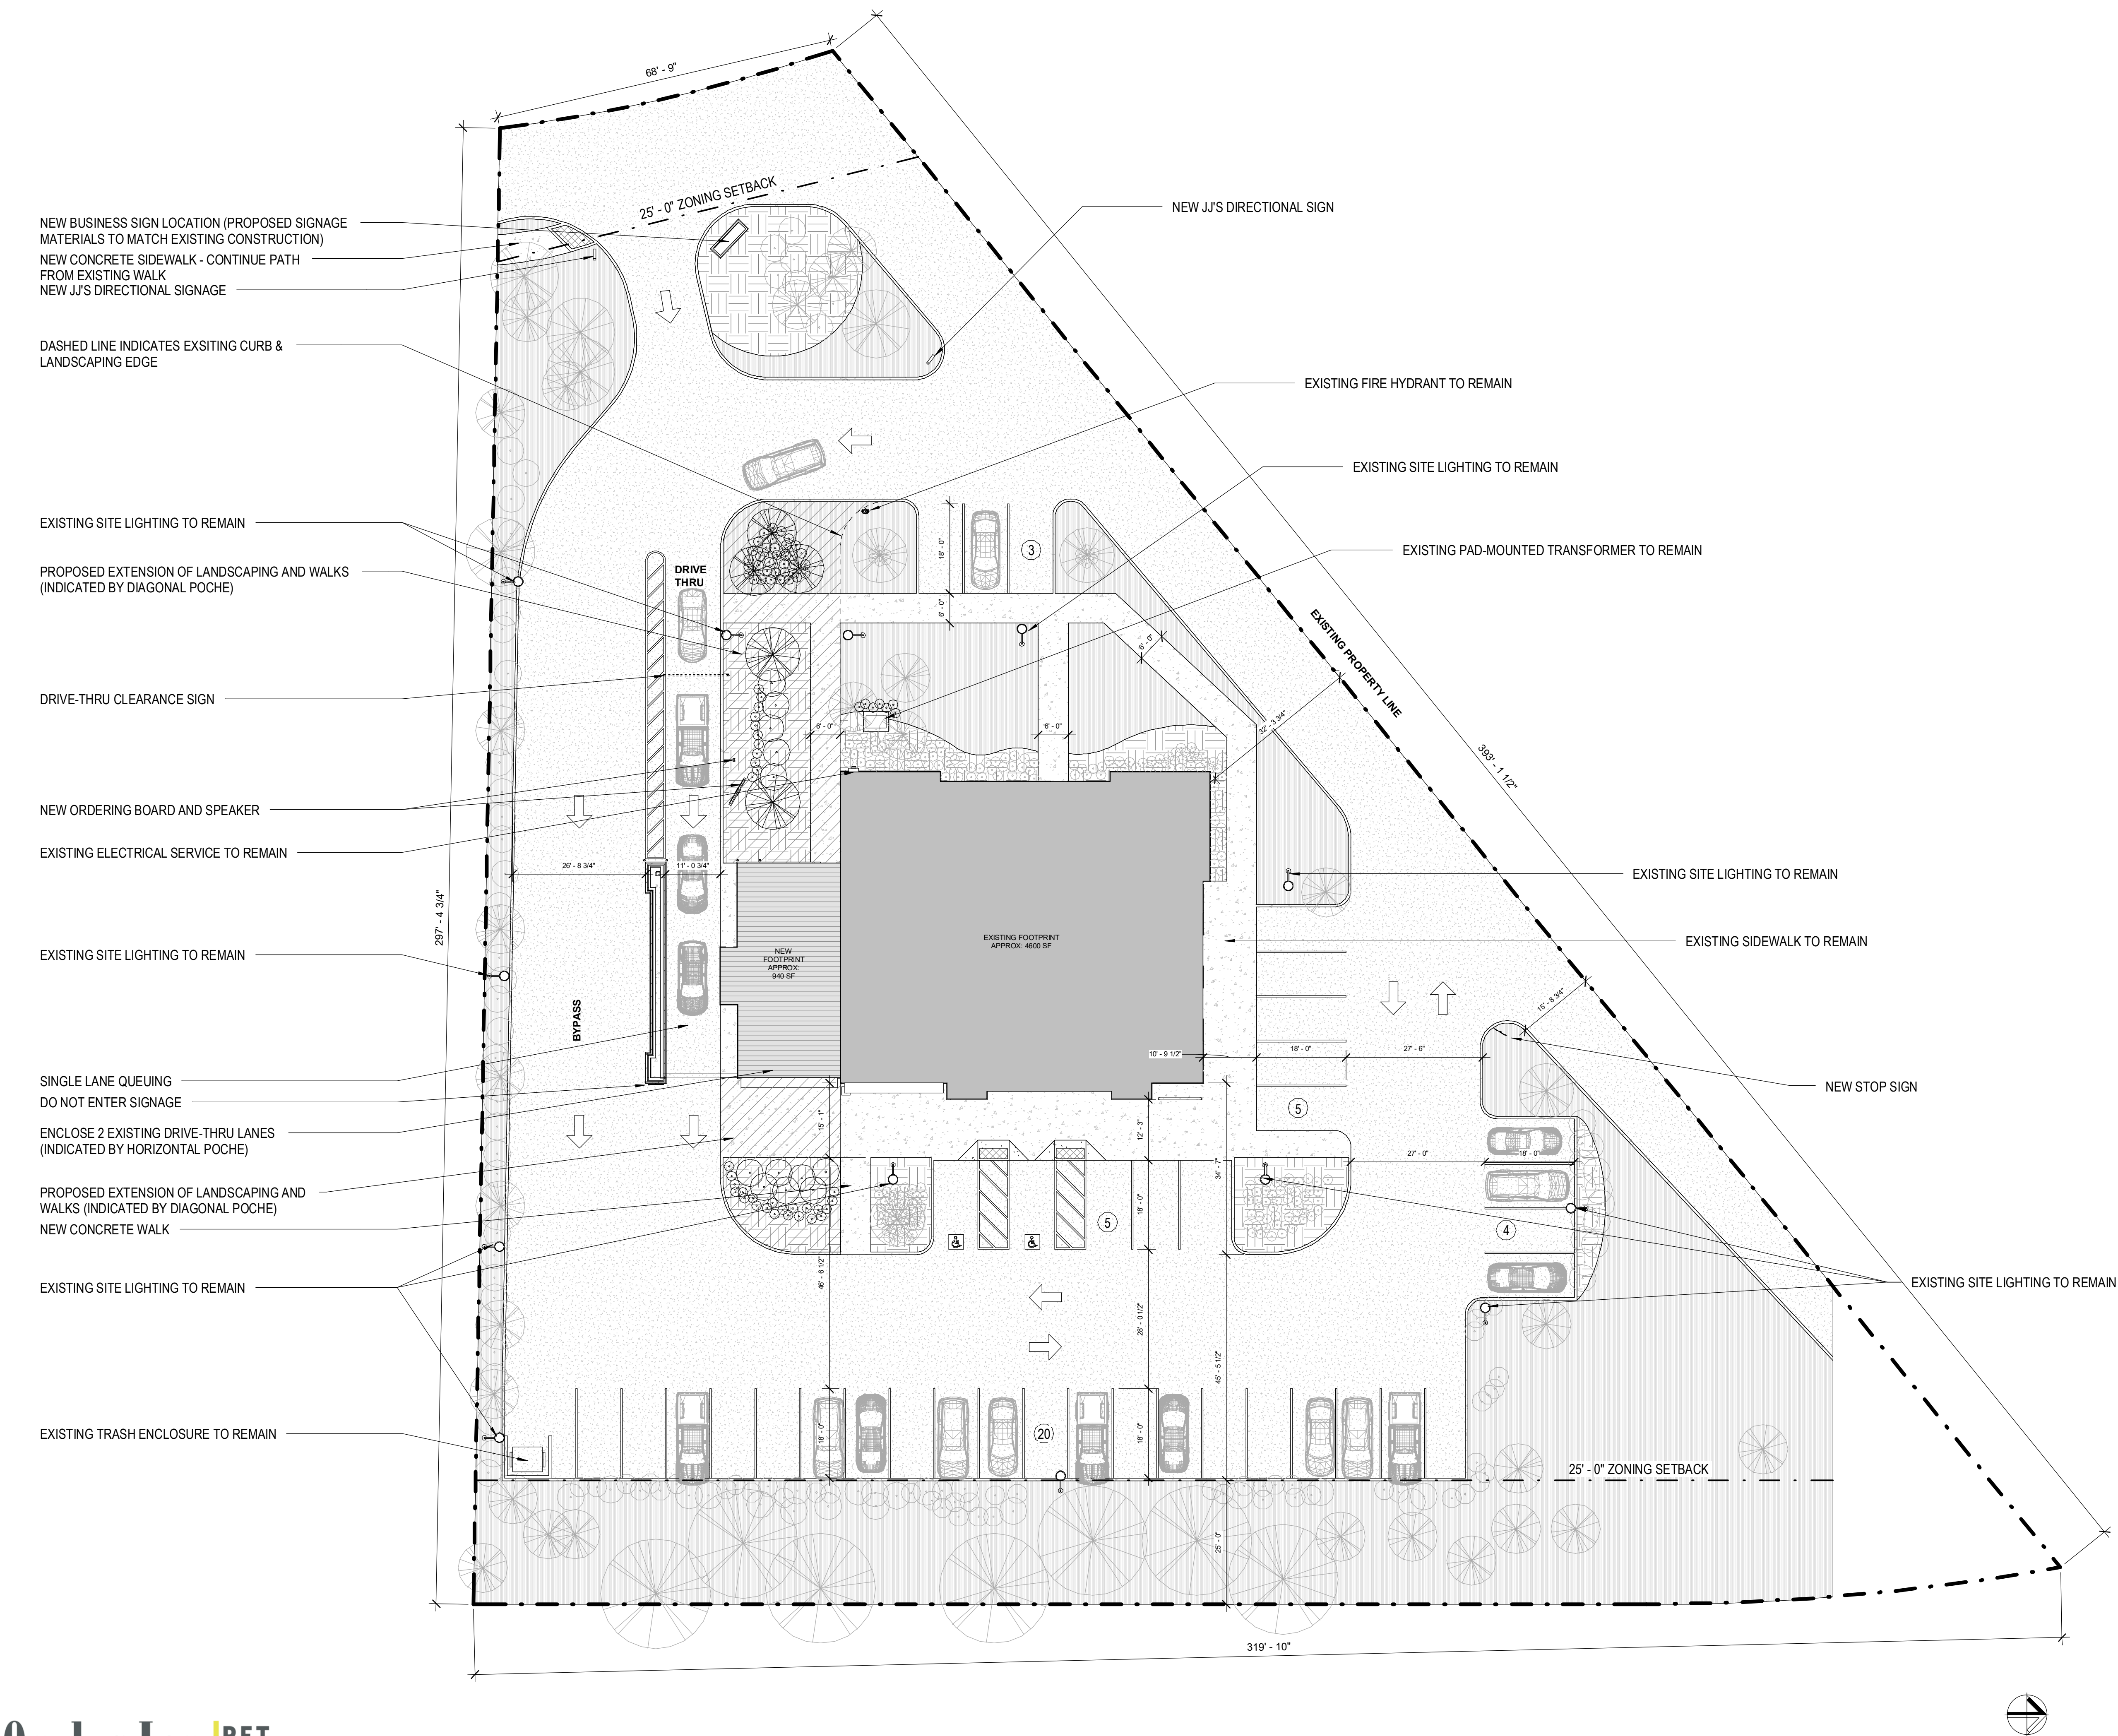 68' - 9"
25' - 0" ZONING SETBACK
NEW BUSINESS SIGN LOCATION (PROPOSED SIGNAGE
MATERIALS TO MATCH EXISTING CONSTRUCTION)
NEW CONCRETE SIDEWALK - CONTINUE PATH
FROM EXISTING WALK
NEW JJ'S DIRECTIONAL SIGNAGE
DASHED LINE INDICATES EXSITING CURB &
LANDSCAPING EDGE
EXISTING SITE LIGHTING TO REMAIN
PROPOSED EXTENSION OF LANDSCAPING AND WALKS
(INDICATED BY DIAGONAL POCHE)
DRIVE-THRU CLEARANCE SIGN
NEW ORDERING BOARD AND SPEAKER
EXISTING ELECTRICAL SERVICE TO REMAIN
EXISTING SITE LIGHTING TO REMAIN
SINGLE LANE QUEUING
DO NOT ENTER SIGNAGE
ENCLOSE 2 EXISTING DRIVE-THRU LANES
(INDICATED BY HORIZONTAL POCHE)
PROPOSED EXTENSION OF LANDSCAPING AND
WALKS (INDICATED BY DIAGONAL POCHE)
NEW CONCRETE WALK
EXISTING SITE LIGHTING TO REMAIN
EXISTING TRASH ENCLOSURE TO REMAIN
297' - 4 3/4"
DRIVE
THRU
BYPASS
26' - 8 3/4"
11' - 0 3/4"
18' - 0"
3
6' - 0"
6' - 0"
6' - 0"
6' - 0"
32' - 3 3/4"
NEW
FOOTPRINT
APPROX:
940 SF
EXISTING FOOTPRINT
APPROX: 4600 SF
10' - 9 1/2"
18' - 0"
27' - 6"
15' - 8 3/4"
5
15' - 1"
12' - 3"
34' - 7"
27' - 0"
18' - 0"
18' - 0"
5
4
46' - 6 1/2"
28' - 0 1/2"
45' - 5 1/2"
18' - 0"
20
18' - 0"
25' - 0"
25' - 0" ZONING SETBACK
319' - 10"
NEW JJ'S DIRECTIONAL SIGN
EXISTING FIRE HYDRANT TO REMAIN
EXISTING SITE LIGHTING TO REMAIN
EXISTING PAD-MOUNTED TRANSFORMER TO REMAIN
EXISTING PROPERTY LINE
393' - 1 1/2"
EXISTING SITE LIGHTING TO REMAIN
EXISTING SIDEWALK TO REMAIN
NEW STOP SIGN
EXISTING SITE LIGHTING TO REMAIN